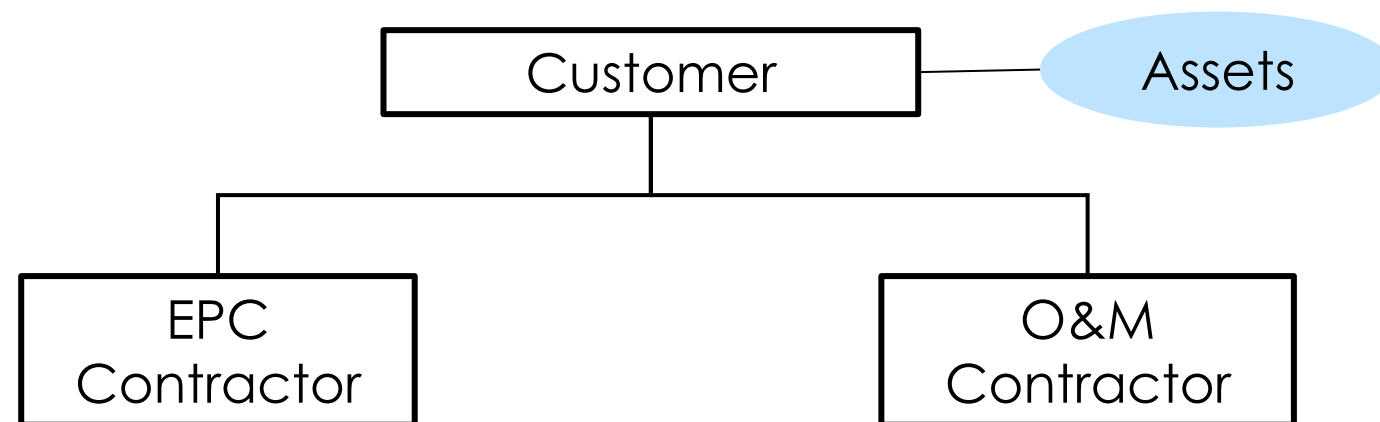 Customer
Assets
EPC
Contractor
O&M
Contractor